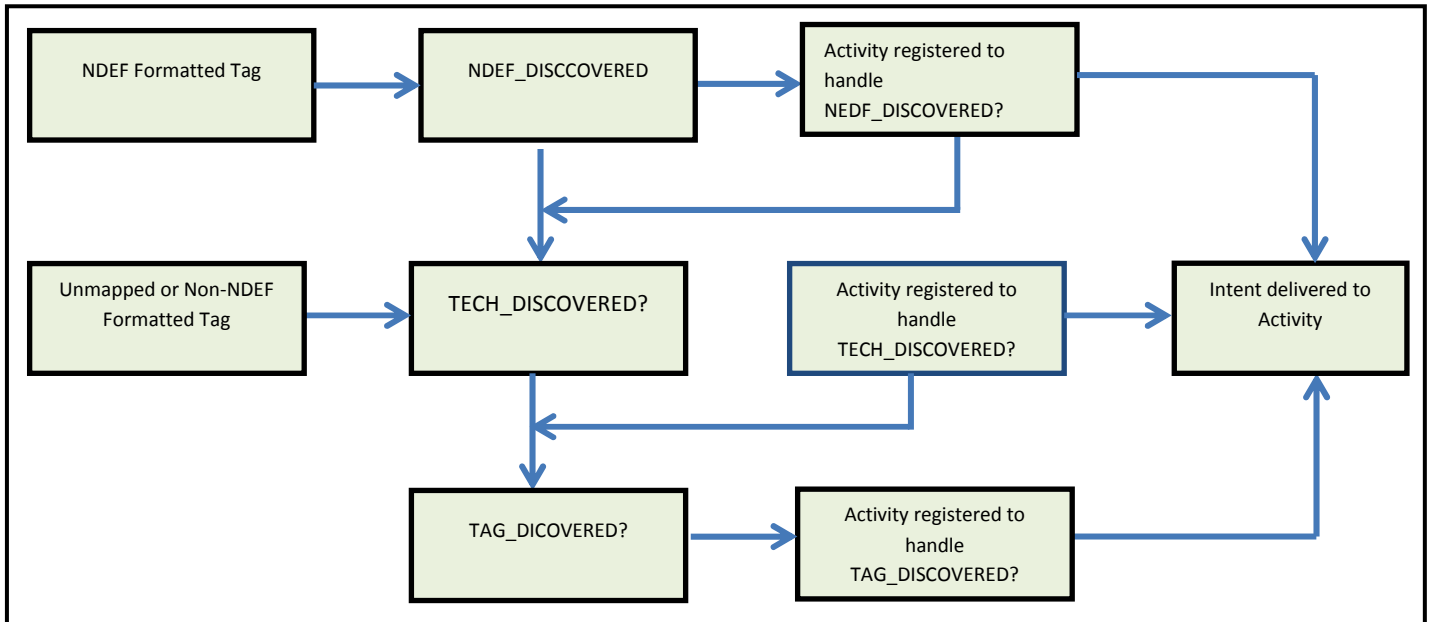 NDEF Formatted Tag
NDEF_DISCCOVERED
Activity registered to
handle
NEDF_DISCOVERED?
Unmapped or Non-NDEF
Formatted Tag
TECH_DISCOVERED?
Activity registered to
handle
TECH_DISCOVERED?
Intent delivered to
Activity
TAG_DICOVERED?
Activity registered to
handle
TAG_DISCOVERED?